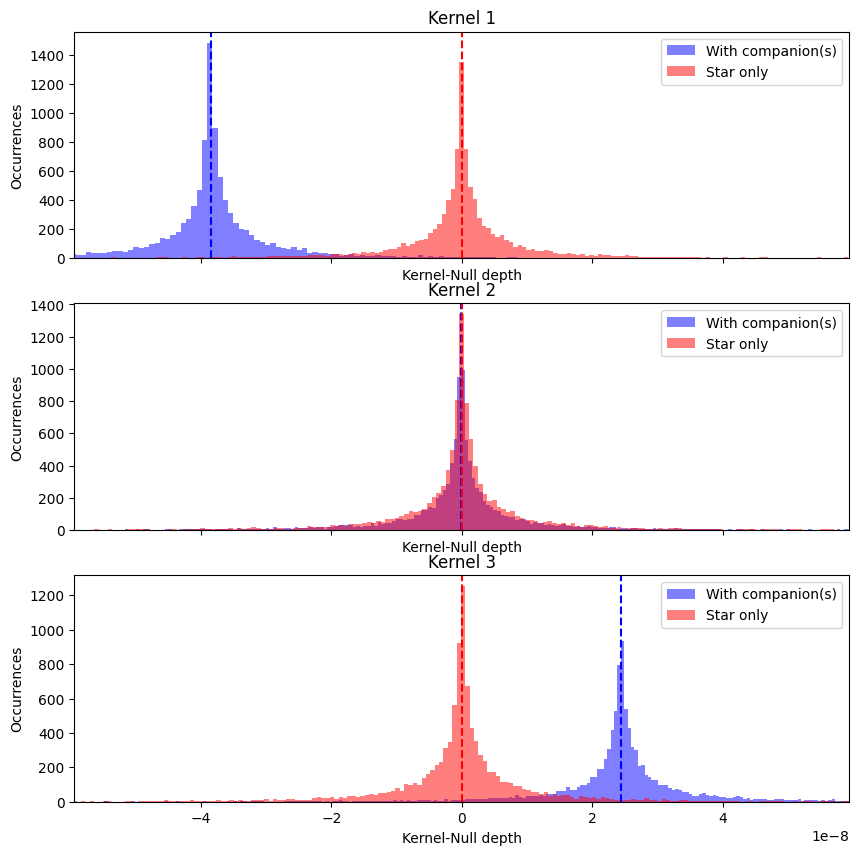 Kernel 1
1400
1200
1000
800
600
400
200
0
Occurrences
With companion(s)
Star only
Kernel-Null depth
Kernel 2
1400
1200
1000
800
600
400
200
0
Occurrences
With companion(s)
Star only
Kernel-Null depth
Kernel 3
1200
1000
800
600
400
200
0
Occurrences
With companion(s)
Star only
−4 −2 0 2 4
1e−8
Kernel-Null depth